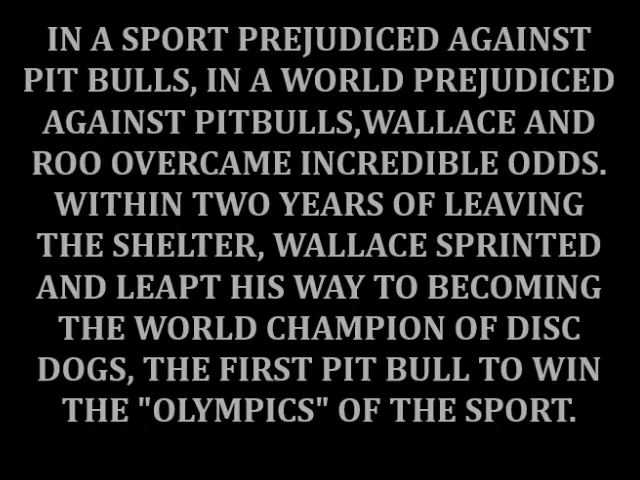 IN A SPORT PREJUDICED AGAINST
PIT BULLS, IN A WORLD PREJUDICED
AGAINST PITBULLS,WALLACE AND
ROO OVERCAME INCREDIBLE ODDS.
WITHIN TWO YEARS OF LEAVING
THE SHELTER, WALLACE SPRINTED
AND LEAPT HIS WAY TO BECOMING
THE WORLD CHAMPION OF DISC
DOGS, THE FIRST PIT BULL TO WIN
THE "OLYMPICS" OF THE SPORT.